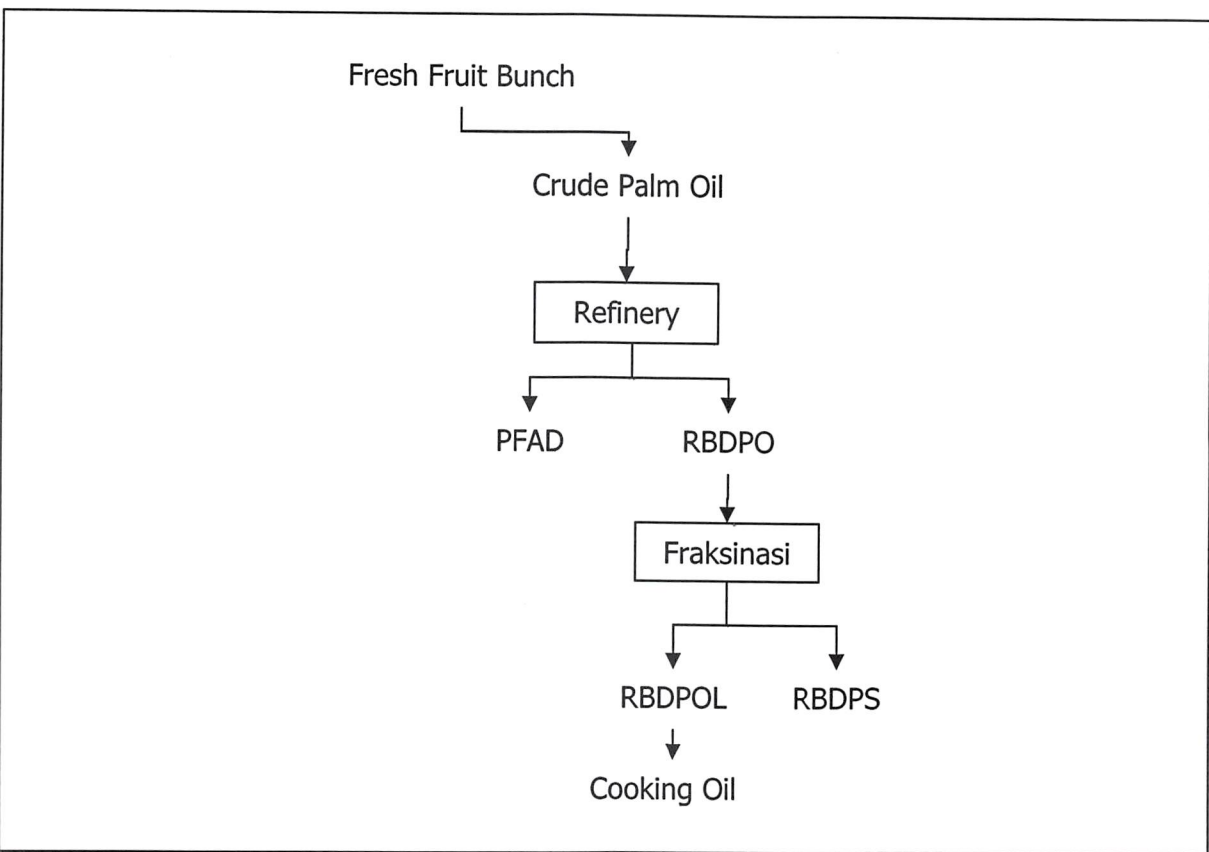 Fresh Fruit Bunch
Crude Palm Oil
Refinery
PFAD RBDPO
Fraksinasi
RBDPOL RBDPS
Cooking Oil